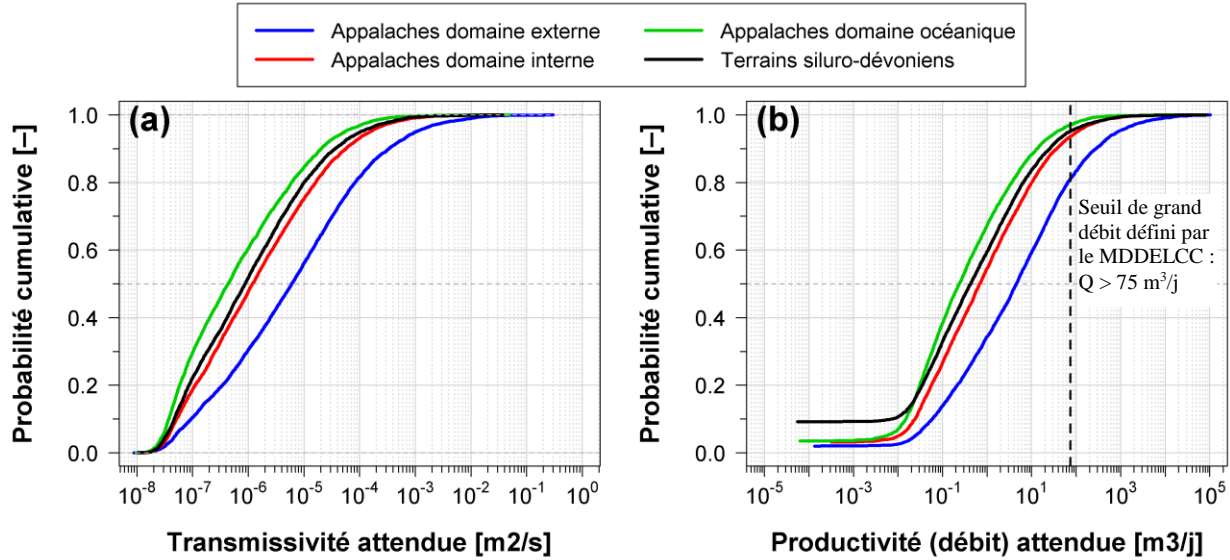 Appalaches domaine externe
Appalaches domaine interne
Appalaches domaine océanique
Terrains siluro-dévoniens
(a)
Probabilité cumulative [–]
1.0
0.8
0.6
0.4
0.2
0.0
10⁻⁸ 10⁻⁷ 10⁻⁶ 10⁻⁵ 10⁻⁴ 10⁻³ 10⁻² 10⁻¹ 10⁰
Transmissivité attendue [m2/s]
(b)
Probabilité cumulative [–]
1.0
0.8
0.6
0.4
0.2
0.0
Seuil de grand
débit défini par
le MDDELCC :
Q > 75 m³/j
10⁻⁵ 10⁻³ 10⁻¹ 10¹ 10³ 10⁵
Productivité (débit) attendue [m3/j]